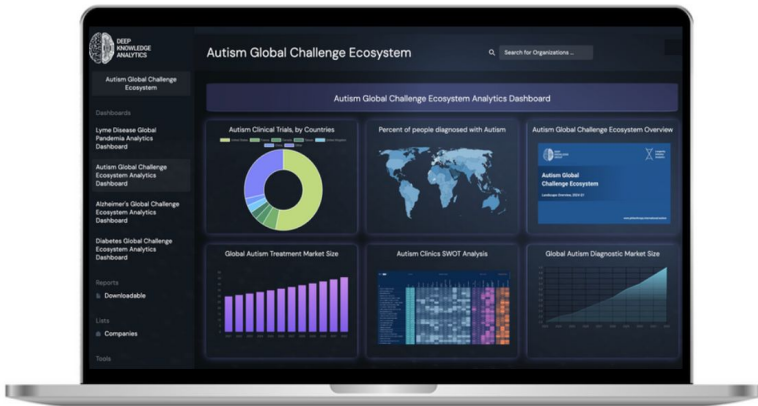 DEEP
KNOWLEDGE
ANALYTICS
Autism Global Challenge Ecosystem
Search for Organizations ...
Autism Global Challenge
Ecosystem
Dashboards
Lyme Disease Global
Pandemia Analytics
Dashboard
Autism Global Challenge
Ecosystem Analytics
Dashboard
Alzheimer's Global Challenge
Ecosystem Analytics
Dashboard
Diabetes Global Challenge
Ecosystem Analytics
Dashboard
Reports
Downloadable
Lists
Companies
Tools
Autism Global Challenge Ecosystem Analytics Dashboard
Autism Clinical Trials, by Countries
Percent of people diagnosed with Autism
Autism Global Challenge Ecosystem Overview
Autism Global
Challenge Ecosystem
Global Autism Treatment Market Size
Autism Clinics SWOT Analysis
Global Autism Diagnostic Market Size